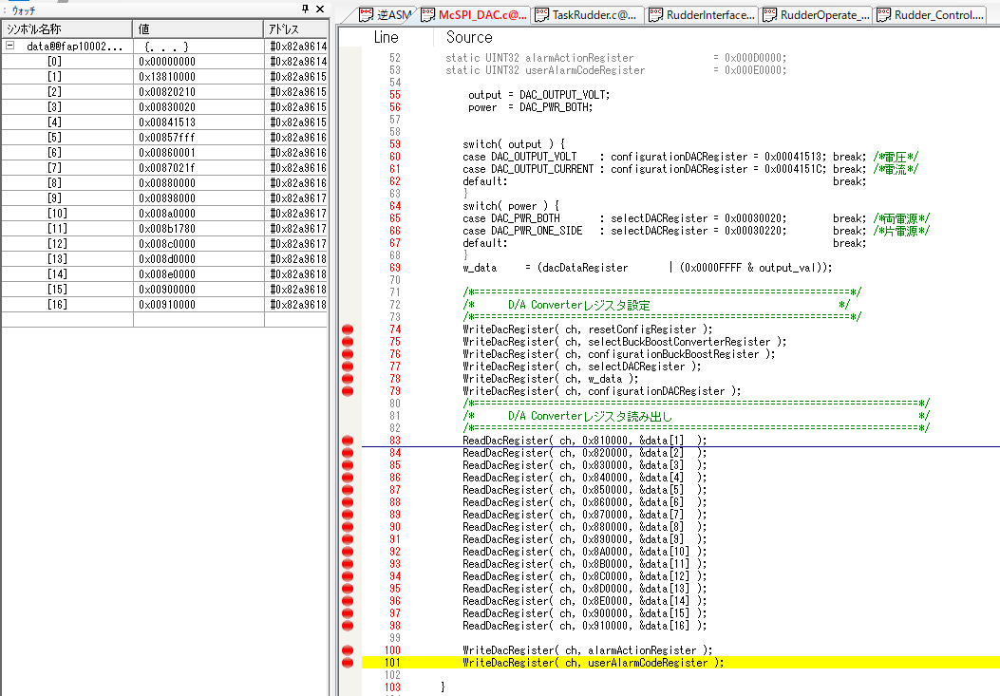 ウォッチ
シンボル名称 値 アドレス
data@@fap10002... {. . . } #0x82a9614
[0] 0x00000000 #0x82a9614
[1] 0x13810000 #0x82a9615
[2] 0x00820210 #0x82a9615
[3] 0x00830020 #0x82a9615
[4] 0x00841513 #0x82a9615
[5] 0x00857fff #0x82a9616
[6] 0x00860001 #0x82a9616
[7] 0x0087021f #0x82a9616
[8] 0x00880000 #0x82a9616
[9] 0x00898000 #0x82a9617
[10] 0x008a0000 #0x82a9617
[11] 0x008b1780 #0x82a9617
[12] 0x008c0000 #0x82a9617
[13] 0x008d0000 #0x82a9618
[14] 0x008e0000 #0x82a9618
[15] 0x00900000 #0x82a9618
[16] 0x00910000 #0x82a9618
逆ASM McSPI_DAC.c@... TaskRudder.c@... RudderInterface... RudderOperate_... Rudder_Control....
Line Source
52 static UINT32 alarmActionRegister = 0x000D0000;
53 static UINT32 userAlarmCodeRegister = 0x000E0000;
54
55 output = DAC_OUTPUT_VOLT;
56 power = DAC_PWR_BOTH;
57
58
59 switch( output ) {
60 case DAC_OUTPUT_VOLT : configurationDACRegister = 0x00041513; break; /*電圧*/
61 case DAC_OUTPUT_CURRENT : configurationDACRegister = 0x0004151C; break; /*電流*/
62 default: break;
63 }
64 switch( power ) {
65 case DAC_PWR_BOTH : selectDACRegister = 0x00030020; break; /*両電源*/
66 case DAC_PWR_ONE_SIDE : selectDACRegister = 0x00030220; break; /*片電源*/
67 default: break;
68 }
69 w_data = (dacDataRegister | (0x0000FFFF & output_val));
70
71 /*============================================*/
72 /* D/A Converterレジスタ設定 */
73 /*============================================*/
74 WriteDacRegister( ch, resetConfigRegister );
75 WriteDacRegister( ch, selectBuckBoostConverterRegister );
76 WriteDacRegister( ch, configurationBuckBoostRegister );
77 WriteDacRegister( ch, selectDACRegister );
78 WriteDacRegister( ch, w_data );
79 WriteDacRegister( ch, configurationDACRegister );
80 /*====================================================*/
81 /* D/A Converterレジスタ読み出し */
82 /*====================================================*/
83 ReadDacRegister( ch, 0x810000, &data[1] );
84 ReadDacRegister( ch, 0x820000, &data[2] );
85 ReadDacRegister( ch, 0x830000, &data[3] );
86 ReadDacRegister( ch, 0x840000, &data[4] );
87 ReadDacRegister( ch, 0x850000, &data[5] );
88 ReadDacRegister( ch, 0x860000, &data[6] );
89 ReadDacRegister( ch, 0x870000, &data[7] );
90 ReadDacRegister( ch, 0x880000, &data[8] );
91 ReadDacRegister( ch, 0x890000, &data[9] );
92 ReadDacRegister( ch, 0x8A0000, &data[10] );
93 ReadDacRegister( ch, 0x8B0000, &data[11] );
94 ReadDacRegister( ch, 0x8C0000, &data[12] );
95 ReadDacRegister( ch, 0x8D0000, &data[13] );
96 ReadDacRegister( ch, 0x8E0000, &data[14] );
97 ReadDacRegister( ch, 0x900000, &data[15] );
98 ReadDacRegister( ch, 0x910000, &data[16] );
99
100 WriteDacRegister( ch, alarmActionRegister );
101 WriteDacRegister( ch, userAlarmCodeRegister );
102
103 }